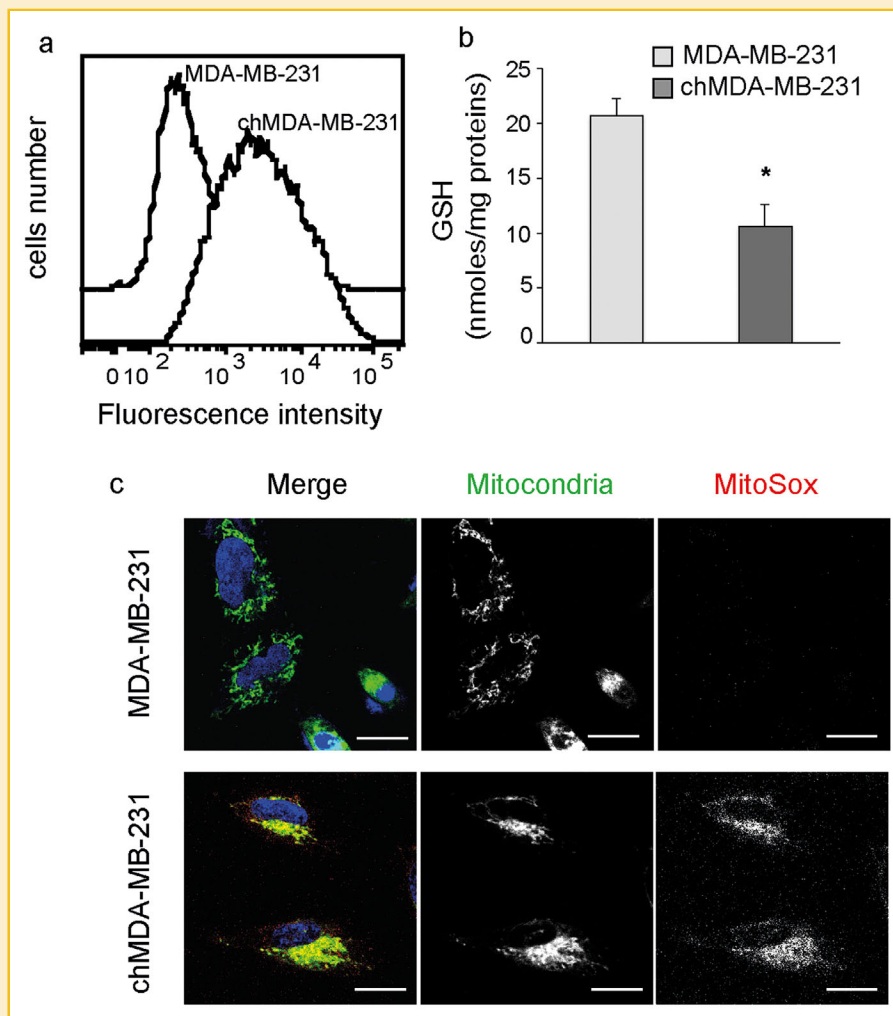 a
MDA-MB-231
chMDA-MB-231
cells number
0 10 2 10 3 10 4 10 5
Fluorescence intensity
b
MDA-MB-231
chMDA-MB-231
GSH
(nmoles/mg proteins)
25
20
15
10
5
0
*
c
Merge Mitocondria MitoSox
MDA-MB-231
chMDA-MB-231